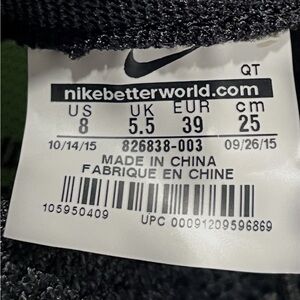 QT
nikebetterworld.com
US UK EUR cm
8 5.5 39 25
10/14/15 826838-003 09/26/15
MADE IN CHINA
FABRIQUE EN CHINE
105950409
UPC 00091209596869